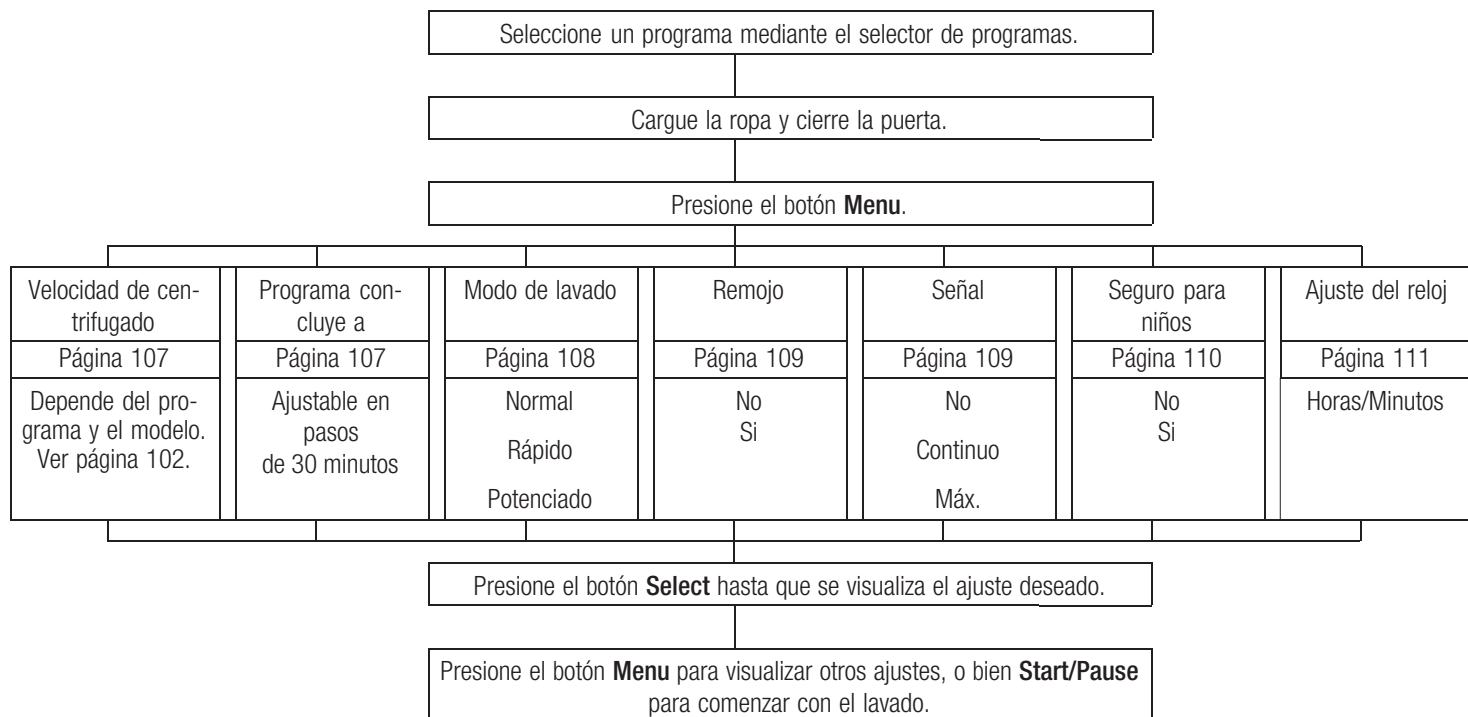 Seleccione un programa mediante el selector de programas.
Cargue la ropa y cierre la puerta.
Presione el botón Menu.
Velocidad de cen-
trifugado
Página 107
Depende del pro-
grama y el modelo.
Ver página 102.
Programa con-
cluye a
Página 107
Ajustable en
pasos
de 30 minutos
Modo de lavado
Página 108
Normal
Rápido
Potenciado
Remojo
Página 109
No
Si
Señal
Página 109
No
Continuo
Máx.
Seguro para
niños
Página 110
No
Si
Ajuste del reloj
Página 111
Horas/Minutos
Presione el botón Select hasta que se visualiza el ajuste deseado.
Presione el botón Menu para visualizar otros ajustes, o bien Start/Pause
para comenzar con el lavado.